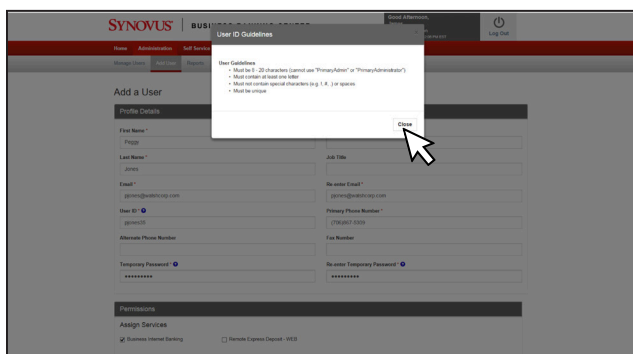 SYNOVUS®
Good Afternoon,
Log Out
User ID Guidelines
Home Administration Self Service
Manage Users Add User Reports
User Guidelines
• Must be 8 - 20 characters (cannot use "PrimaryAdmin" or "PrimaryAdministrator")
• Must contain at least one letter
• Must not contain special characters (e.g. !, #, ..) or spaces
• Must be unique
Close
Add a User
Profile Details
First Name *
Peggy
Last Name * Job Title
Jones
Email * Re-enter Email *
pjones@watchcorp.com pjones@watchcorp.com
User ID * Primary Phone Number *
Alternate Phone Number Fax Number
Temporary Password * Re-enter Temporary Password *
********* *********
Permissions
Assign Services
Business Internet Banking Remote Express Deposit - WEB